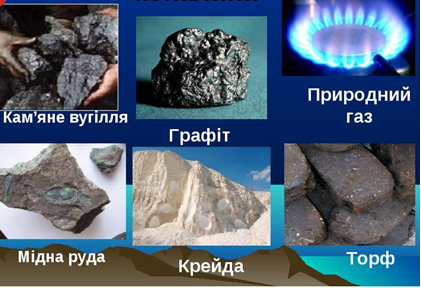 Кам’яне вугілля
Графіт
Природний
газ
Мідна руда
Крейда
Торф